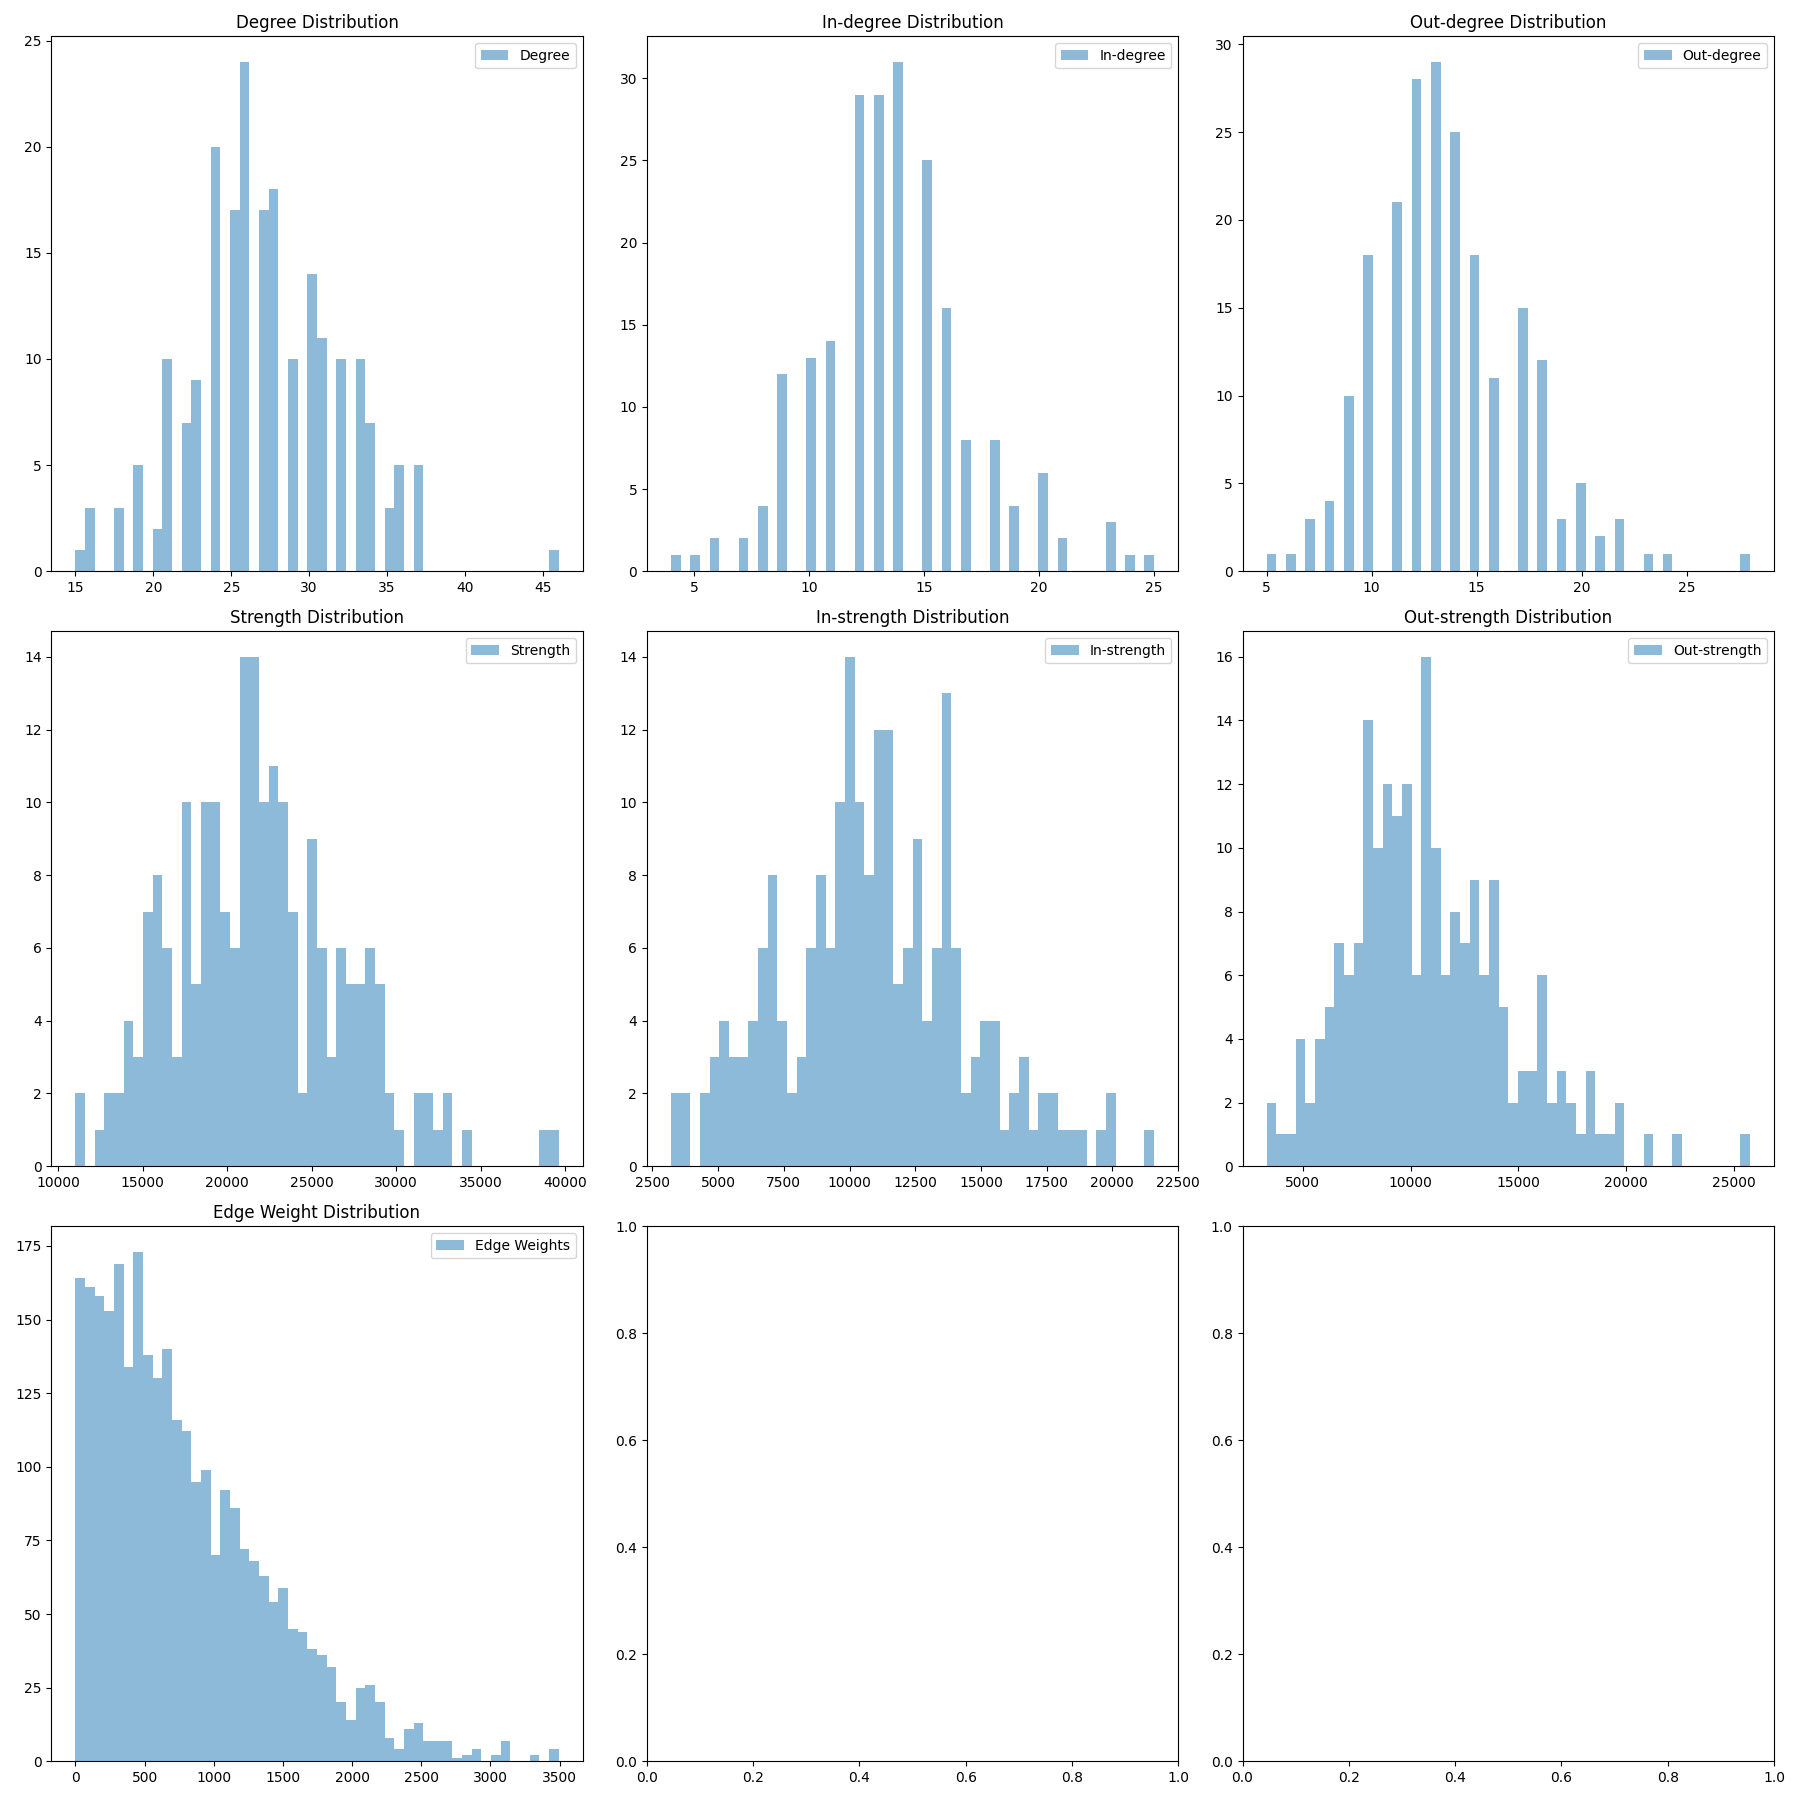 Degree Distribution
Degree
25
20
15
10
5
0
15 20 25 30 35 40 45
In-degree Distribution
In-degree
30
25
20
15
10
5
0
5 10 15 20 25
Out-degree Distribution
Out-degree
30
25
20
15
10
5
0
5 10 15 20 25
Strength Distribution
Strength
14
12
10
8
6
4
2
0
10000 15000 20000 25000 30000 35000 40000
In-strength Distribution
In-strength
14
12
10
8
6
4
2
0
2500 5000 7500 10000 12500 15000 17500 20000 22500
Out-strength Distribution
Out-strength
16
14
12
10
8
6
4
2
0
5000 10000 15000 20000 25000
Edge Weight Distribution
Edge Weights
175
150
125
100
75
50
25
0
0 500 1000 1500 2000 2500 3000 3500
1.0
0.8
0.6
0.4
0.2
0.0
0.0 0.2 0.4 0.6 0.8 1.0
1.0
0.8
0.6
0.4
0.2
0.0
0.0 0.2 0.4 0.6 0.8 1.0